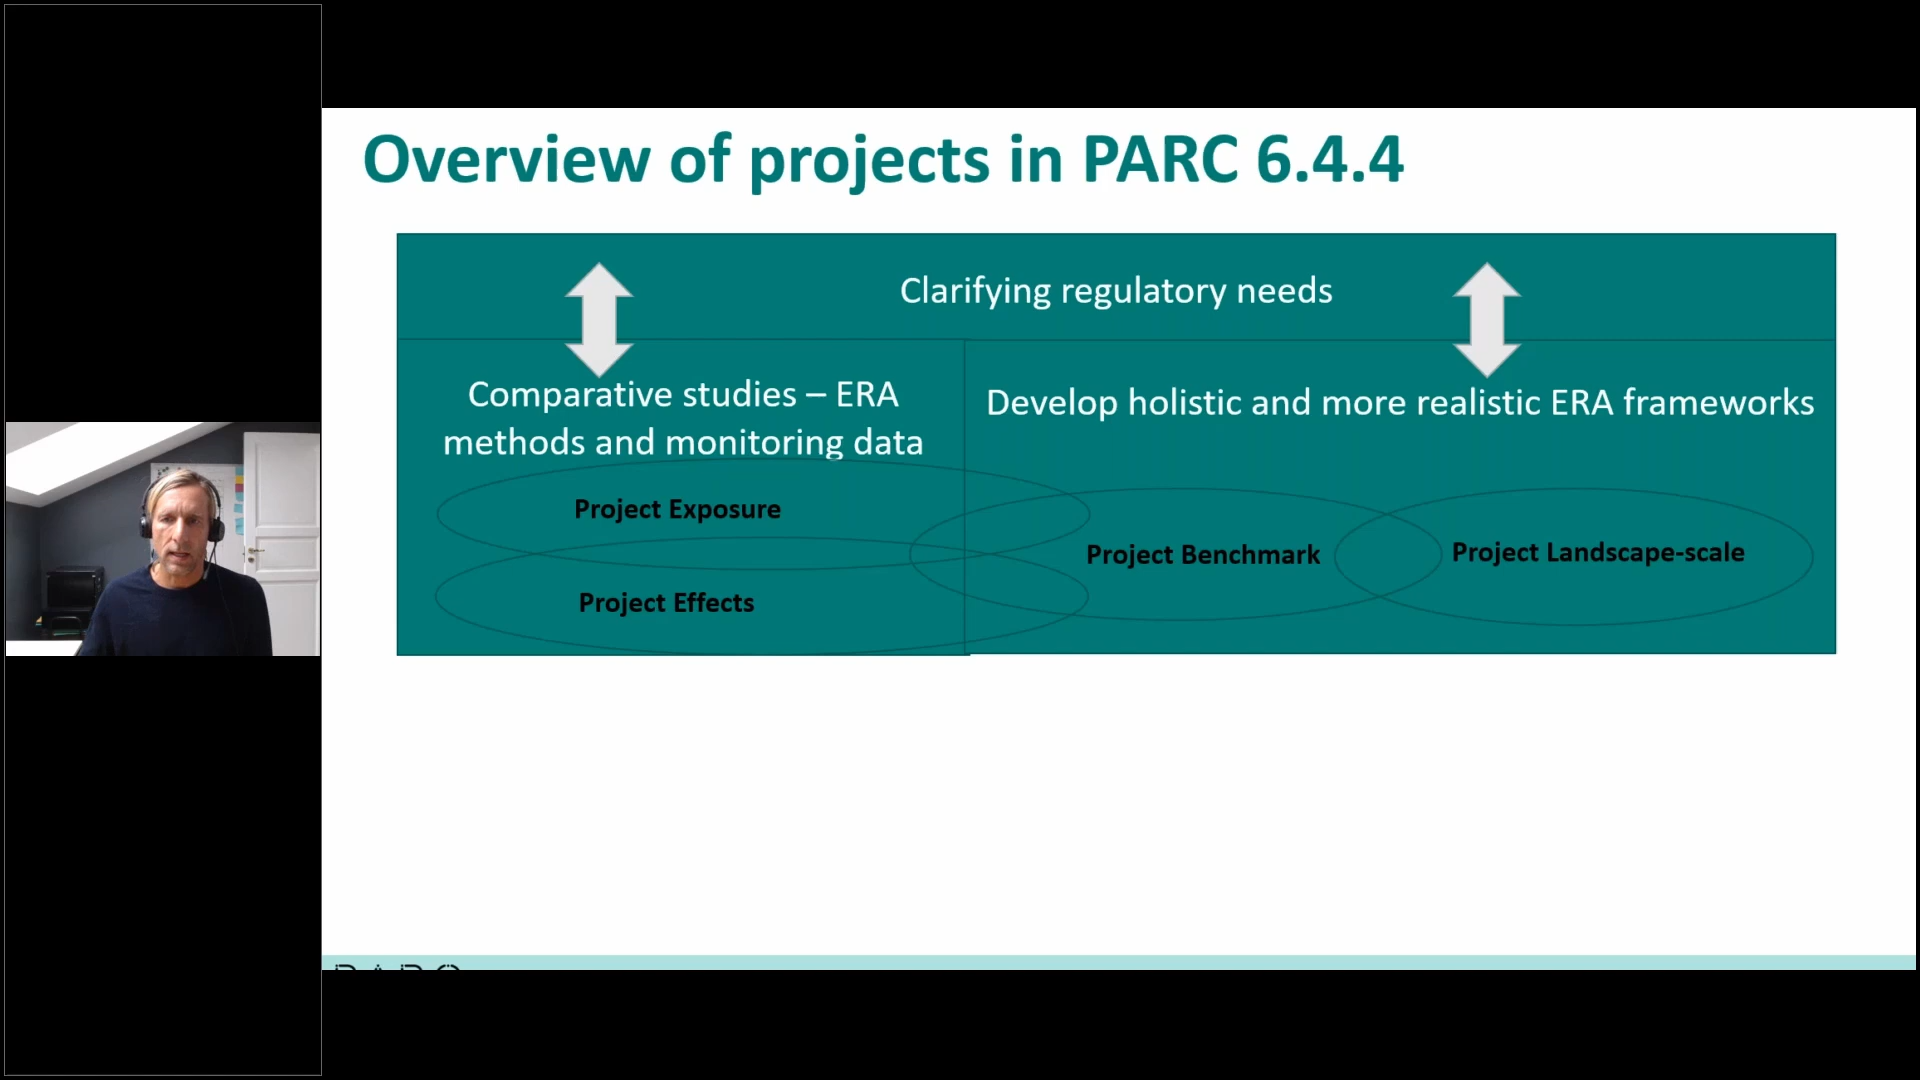 Overview of projects in PARC 6.4.4
Clarifying regulatory needs
Comparative studies – ERA
methods and monitoring data
Develop holistic and more realistic ERA frameworks
Project Exposure
Project Effects
Project Benchmark
Project Landscape-scale